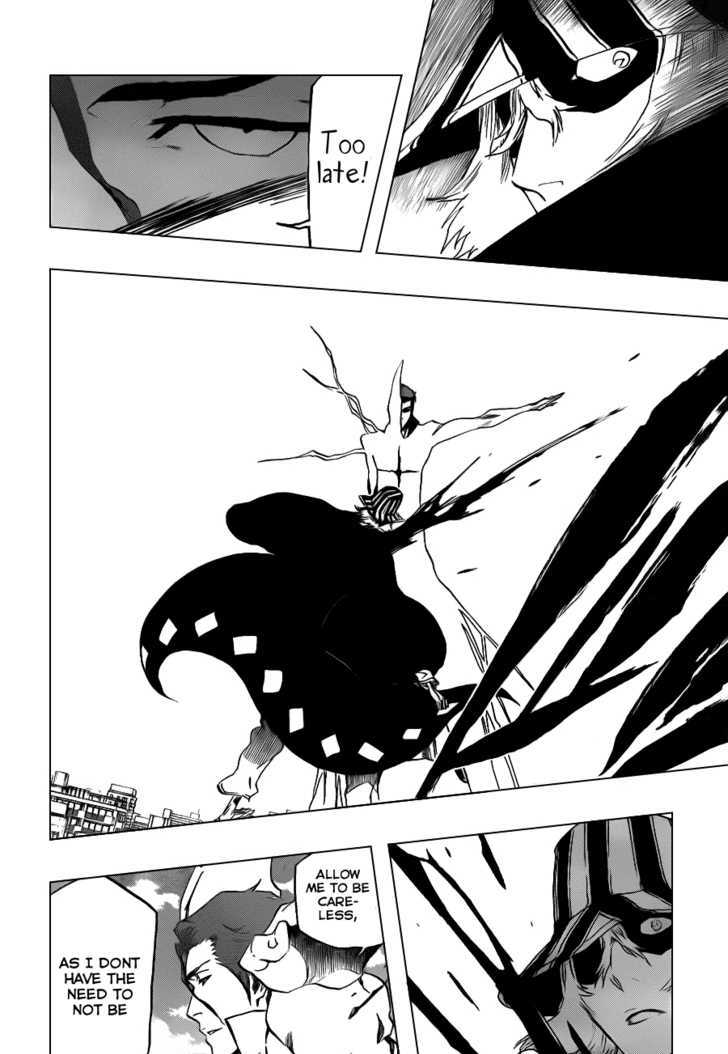 Too
late!
ALLOW
ME TO BE
CARE-
LESS,
AS I DONT
HAVE THE
NEED TO
NOT BE